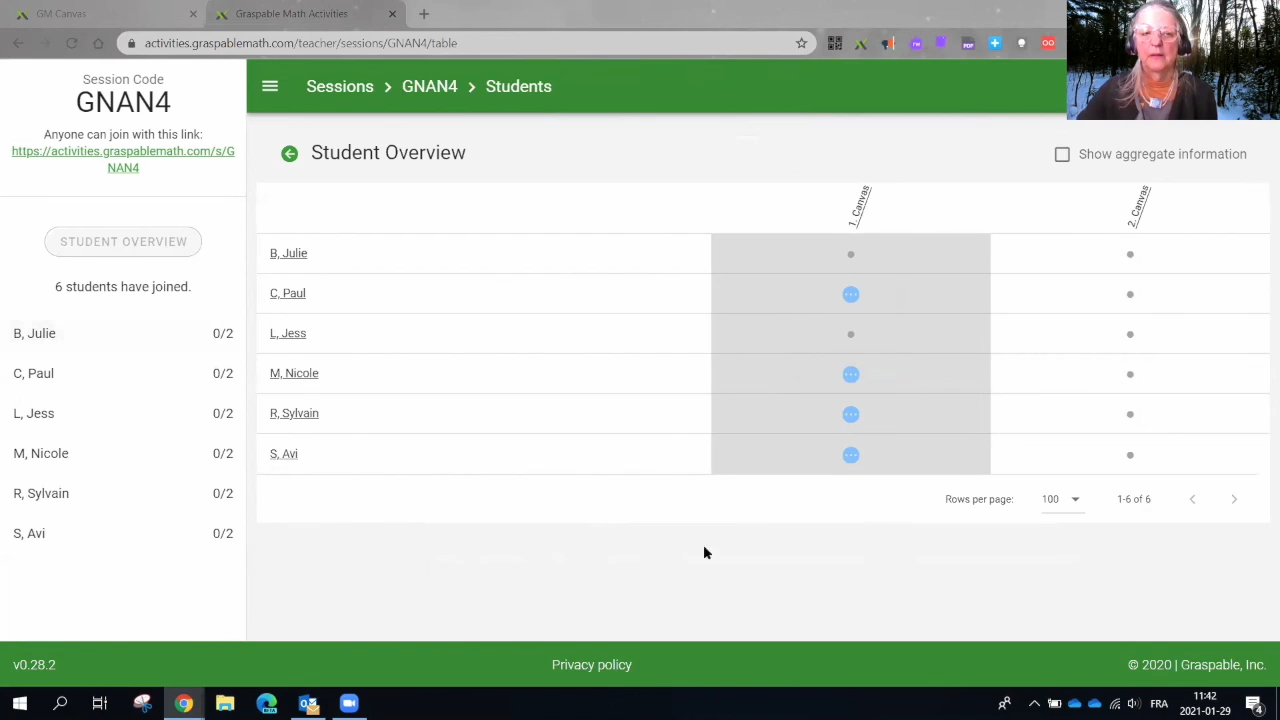 GM Canvas
Graspable Math Activities
activities.graspablemath.com/teacher/sessions/GNAN4/table
Session Code
GNAN4
Anyone can join with this link:
https://activities.graspablemath.com/s/G
NAN4
STUDENT OVERVIEW
6 students have joined.
B, Julie 0/2
C, Paul 0/2
L, Jess 0/2
M, Nicole 0/2
R, Sylvain 0/2
S, Avi 0/2
Sessions > GNAN4 > Students
Student Overview
Show aggregate information
1. Canvas
2. Canvas
B, Julie
C, Paul
L, Jess
M, Nicole
R, Sylvain
S, Avi
Rows per page: 100 1-6 of 6
v0.28.2
Privacy policy
© 2020 | Graspable, Inc.
FRA
11:42
2021-01-29
4